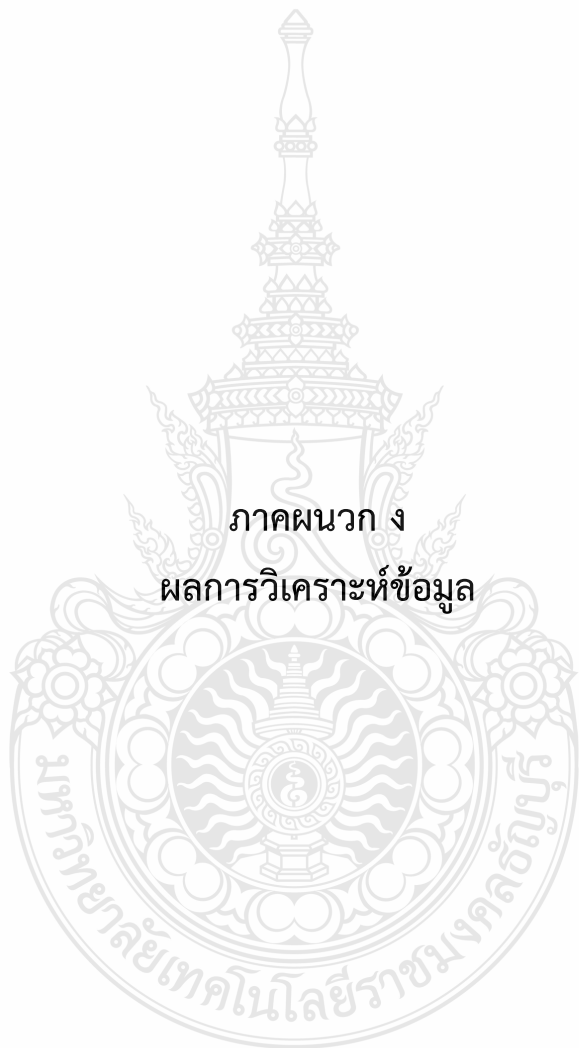 ภาคผนวก ง
ผลการวิเคราะห์ข้อมูล
มหาวิทยาลัยเทคโนโลยีราชมงคลธัญบุรี